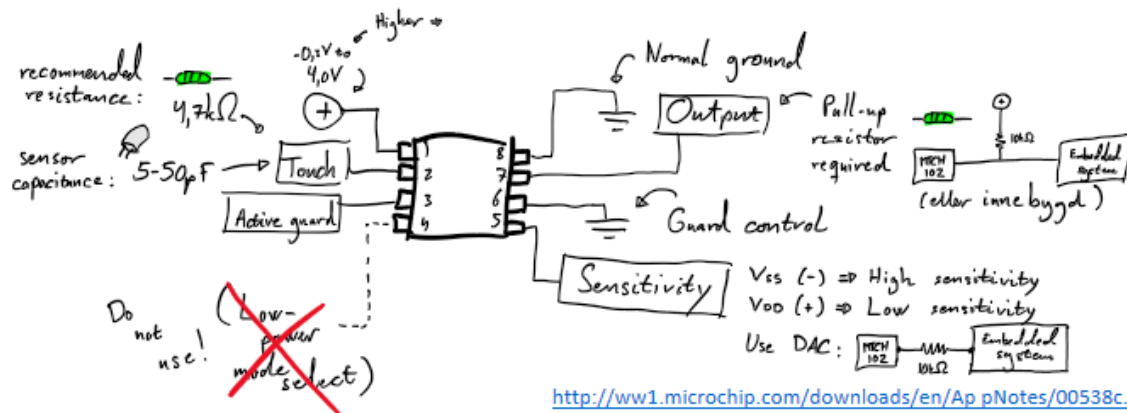 Higher ⇒
-0,3V to
4,0V
recommended
resistance:
4,7kΩ
sensor
capacitance: 5-50pF
Touch
Active guard
1
2
3
4
8
7
6
5
Normal ground
Output
Pull-up
resistor
required
10kΩ
MTCH
102
Embedded
system
(eller innebygd)
Guard control
Sensitivity
Vss (-) ⇒ High sensitivity
VDD (+) ⇒ Low sensitivity
Use DAC:
MTCH
102
10kΩ
Embedded
system
Do
not
use!
(Low-
power
mode select)
http://ww1.microchip.com/downloads/en/Ap pNotes/00538c.